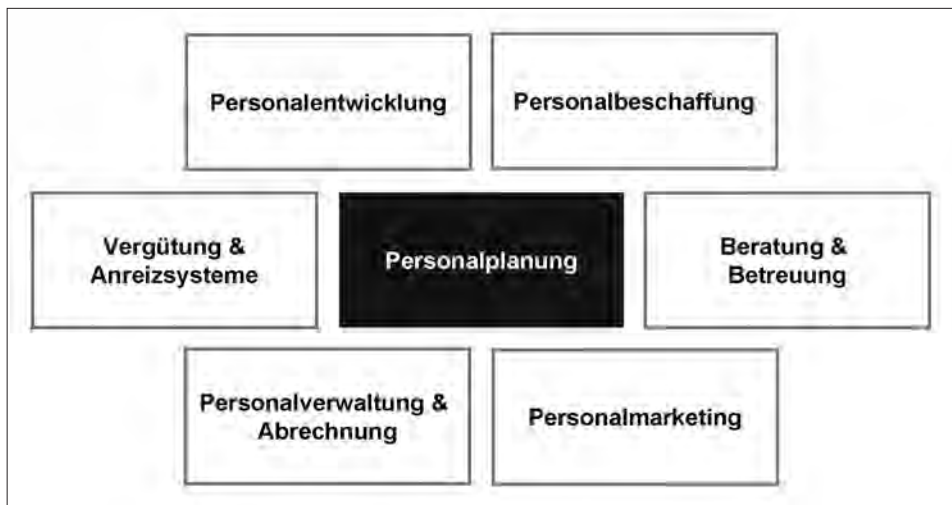 Personalentwicklung
Personalbeschaffung
Vergütung &
Anreizsysteme
Personalplanung
Beratung &
Betreuung
Personalverwaltung &
Abrechnung
Personalmarketing